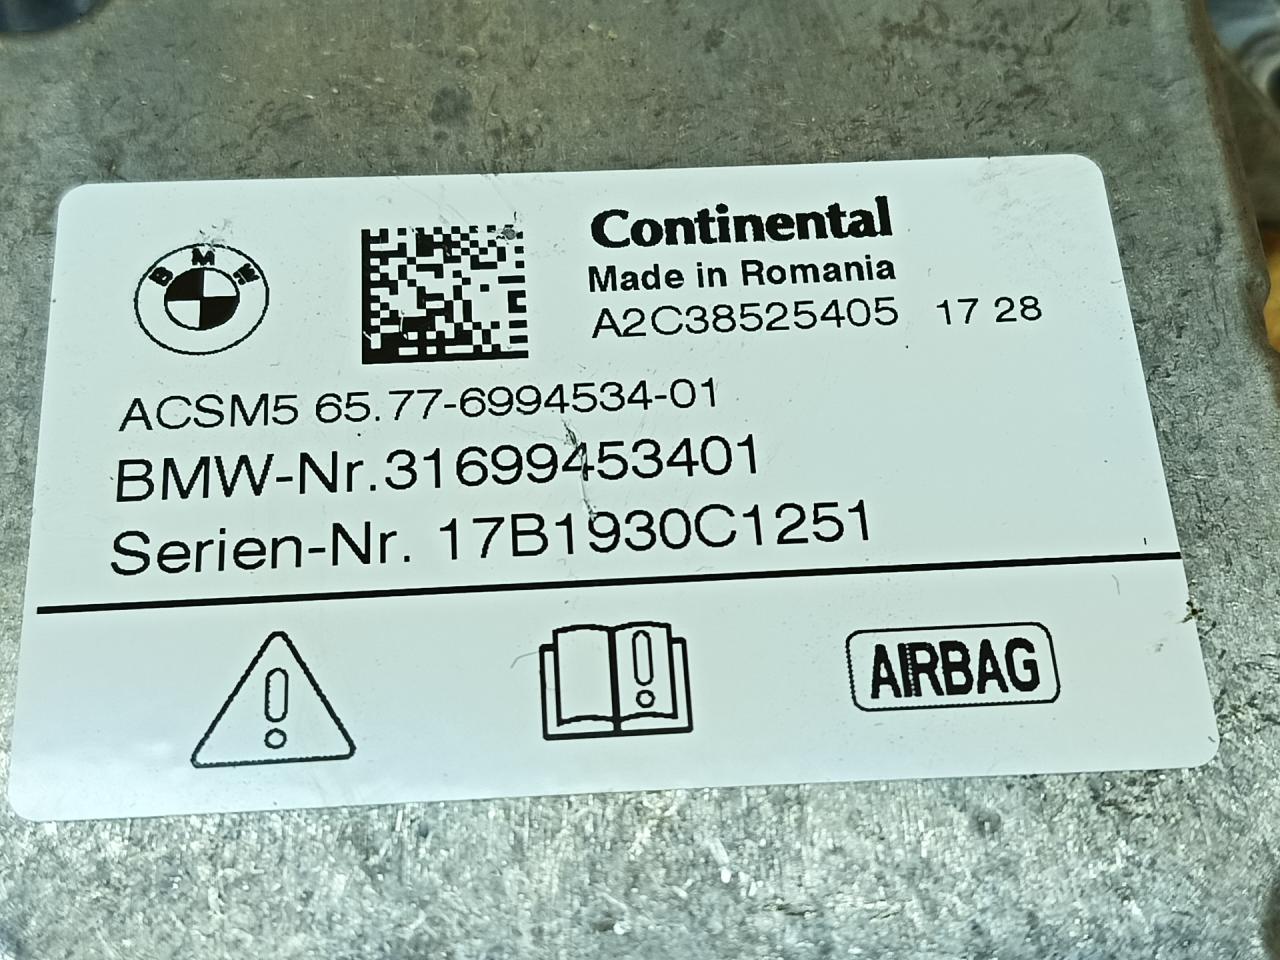 BMW
Continental
Made in Romania
A2C38525405 17 28
ACSM5 65.77-6994534-01
BMW-Nr.31699453401
Serien-Nr. 17B1930C1251
AIRBAG